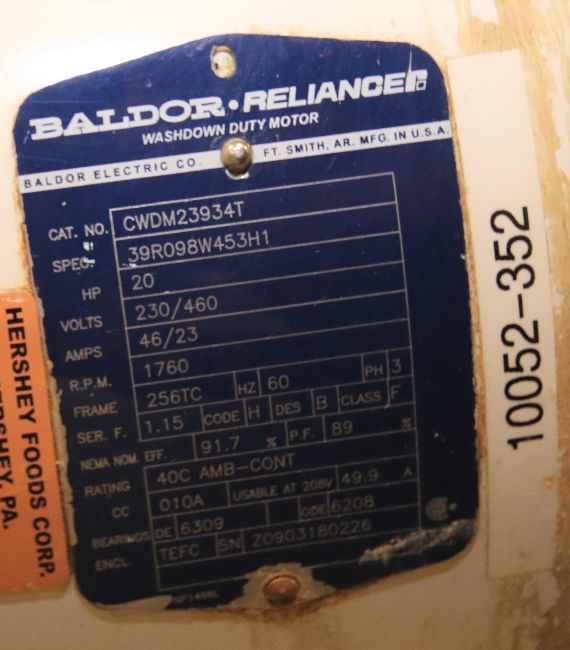 BALDOR • RELIANCE
WASHDOWN DUTY MOTOR
BALDOR ELECTRIC CO. FT. SMITH, AR. MFG. IN U.S.A.
CAT. NO. CWDM23934T
SPEC. 39R098W453H1
HP 20
VOLTS 230/460
AMPS 46/23
R.P.M. 1760
FRAME 256TC HZ 60 PH 3
SER. F. 1.15 CODE H DES B CLASS F
NEMA NOM. EFF. 91.7 % P.F. 89 %
RATING 40C AMB-CONT
CC 010A USABLE AT 208V 49.9 A
BEARINGS DE 6309 ODE 6208
ENCL. TEFC SN Z0903180226
10052-352
HERSHEY FOODS CORP.
HERSHEY, PA.